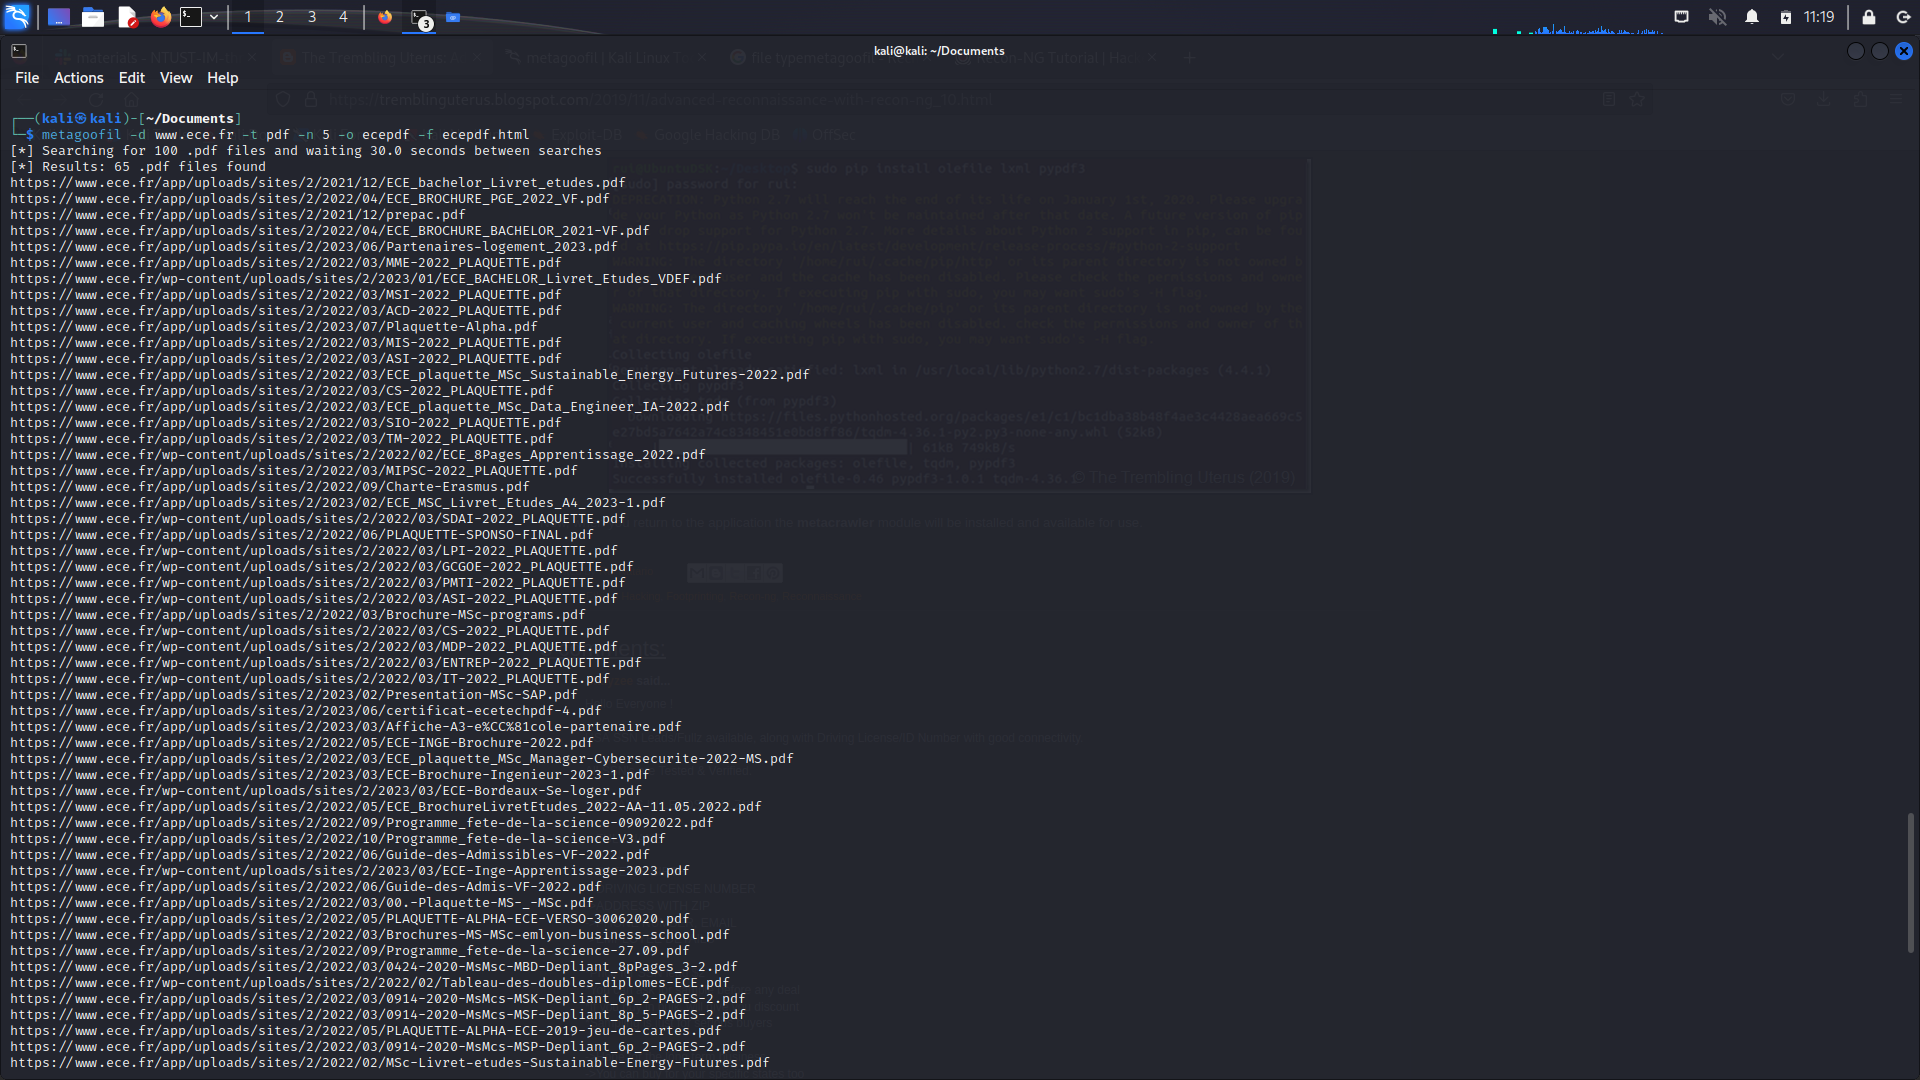 1 2 3 4 3 11:19
kali@kali: ~/Documents
File Actions Edit View Help
┌──(kali㉿kali)-[~/Documents]
└─$ metagoofil -d www.ece.fr -t pdf -n 5 -o ecepdf -f ecepdf.html
[*] Searching for 100 .pdf files and waiting 30.0 seconds between searches
[*] Results: 65 .pdf files found
https://www.ece.fr/app/uploads/sites/2/2021/12/ECE_bachelor_Livret_etudes.pdf
https://www.ece.fr/app/uploads/sites/2/2022/04/ECE_BROCHURE_PGE_2022_VF.pdf
https://www.ece.fr/app/uploads/sites/2/2021/12/prepac.pdf
https://www.ece.fr/app/uploads/sites/2/2022/04/ECE_BROCHURE_BACHELOR_2021-VF.pdf
https://www.ece.fr/app/uploads/sites/2/2023/06/Partenaires-logement_2023.pdf
https://www.ece.fr/app/uploads/sites/2/2022/03/MME-2022_PLAQUETTE.pdf
https://www.ece.fr/wp-content/uploads/sites/2/2023/01/ECE_BACHELOR_Livret_Etudes_VDEF.pdf
https://www.ece.fr/app/uploads/sites/2/2022/03/MSI-2022_PLAQUETTE.pdf
https://www.ece.fr/app/uploads/sites/2/2022/03/ACD-2022_PLAQUETTE.pdf
https://www.ece.fr/app/uploads/sites/2/2023/07/Plaquette-Alpha.pdf
https://www.ece.fr/app/uploads/sites/2/2022/03/MIS-2022_PLAQUETTE.pdf
https://www.ece.fr/app/uploads/sites/2/2022/03/ASI-2022_PLAQUETTE.pdf
https://www.ece.fr/app/uploads/sites/2/2022/03/ECE_plaquette_MSc_Sustainable_Energy_Futures-2022.pdf
https://www.ece.fr/app/uploads/sites/2/2022/03/CS-2022_PLAQUETTE.pdf
https://www.ece.fr/app/uploads/sites/2/2022/03/ECE_plaquette_MSc_Data_Engineer_IA-2022.pdf
https://www.ece.fr/app/uploads/sites/2/2022/03/SIO-2022_PLAQUETTE.pdf
https://www.ece.fr/app/uploads/sites/2/2022/03/TM-2022_PLAQUETTE.pdf
https://www.ece.fr/wp-content/uploads/sites/2/2022/02/ECE_8Pages_Apprentissage_2022.pdf
https://www.ece.fr/app/uploads/sites/2/2022/03/MIPSC-2022_PLAQUETTE.pdf
https://www.ece.fr/app/uploads/sites/2/2022/09/Charte-Erasmus.pdf
https://www.ece.fr/app/uploads/sites/2/2023/02/ECE_MSC_Livret_Etudes_A4_2023-1.pdf
https://www.ece.fr/wp-content/uploads/sites/2/2022/03/SDAI-2022_PLAQUETTE.pdf
https://www.ece.fr/app/uploads/sites/2/2022/06/PLAQUETTE-SPONSO-FINAL.pdf
https://www.ece.fr/wp-content/uploads/sites/2/2022/03/LPI-2022_PLAQUETTE.pdf
https://www.ece.fr/wp-content/uploads/sites/2/2022/03/GCGOE-2022_PLAQUETTE.pdf
https://www.ece.fr/wp-content/uploads/sites/2/2022/03/PMTI-2022_PLAQUETTE.pdf
https://www.ece.fr/wp-content/uploads/sites/2/2022/03/ASI-2022_PLAQUETTE.pdf
https://www.ece.fr/app/uploads/sites/2/2022/03/Brochure-MSc-programs.pdf
https://www.ece.fr/wp-content/uploads/sites/2/2022/03/CS-2022_PLAQUETTE.pdf
https://www.ece.fr/wp-content/uploads/sites/2/2022/03/MDP-2022_PLAQUETTE.pdf
https://www.ece.fr/wp-content/uploads/sites/2/2022/03/ENTREP-2022_PLAQUETTE.pdf
https://www.ece.fr/wp-content/uploads/sites/2/2022/03/IT-2022_PLAQUETTE.pdf
https://www.ece.fr/app/uploads/sites/2/2023/02/Presentation-MSc-SAP.pdf
https://www.ece.fr/app/uploads/sites/2/2023/06/certificat-ecetechpdf-4.pdf
https://www.ece.fr/app/uploads/sites/2/2023/03/Affiche-A3-e%CC%81cole-partenaire.pdf
https://www.ece.fr/app/uploads/sites/2/2022/05/ECE-INGE-Brochure-2022.pdf
https://www.ece.fr/app/uploads/sites/2/2022/03/ECE_plaquette_MSc_Manager-Cybersecurite-2022-MS.pdf
https://www.ece.fr/app/uploads/sites/2/2023/03/ECE-Brochure-Ingenieur-2023-1.pdf
https://www.ece.fr/app/uploads/sites/2/2023/03/ECE-Bordeaux-Se-loger.pdf
https://www.ece.fr/app/uploads/sites/2/2022/05/ECE_BrochureLivretEtudes_2022-AA-11.05.2022.pdf
https://www.ece.fr/app/uploads/sites/2/2022/09/Programme_fete-de-la-science-09092022.pdf
https://www.ece.fr/app/uploads/sites/2/2022/10/Programme_fete-de-la-science-V3.pdf
https://www.ece.fr/app/uploads/sites/2/2022/06/Guide-des-Admissibles-VF-2022.pdf
https://www.ece.fr/wp-content/uploads/sites/2/2023/03/ECE-Inge-Apprentissage-2023.pdf
https://www.ece.fr/app/uploads/sites/2/2022/06/Guide-des-Admis-VF-2022.pdf
https://www.ece.fr/app/uploads/sites/2/2022/03/00.-Plaquette-MS-_-MSc.pdf
https://www.ece.fr/app/uploads/sites/2/2022/05/PLAQUETTE-ALPHA-ECE-VERSO-30062020.pdf
https://www.ece.fr/app/uploads/sites/2/2022/03/Brochures-MS-MSc-emlyon-business-school.pdf
https://www.ece.fr/app/uploads/sites/2/2022/09/Programme_fete-de-la-science-27.09.pdf
https://www.ece.fr/app/uploads/sites/2/2022/03/0424-2020-MsMsc-MBD-Depliant_8pPages_3-2.pdf
https://www.ece.fr/wp-content/uploads/sites/2/2022/02/Tableau-des-doubles-diplomes-ECE.pdf
https://www.ece.fr/app/uploads/sites/2/2022/03/0914-2020-MsMcs-MSK-Depliant_6p_2-PAGES-2.pdf
https://www.ece.fr/app/uploads/sites/2/2022/03/0914-2020-MsMcs-MSF-Depliant_8p_5-PAGES-2.pdf
https://www.ece.fr/app/uploads/sites/2/2022/05/PLAQUETTE-ALPHA-ECE-2019-jeu-de-cartes.pdf
https://www.ece.fr/app/uploads/sites/2/2022/03/0914-2020-MsMcs-MSP-Depliant_6p_2-PAGES-2.pdf
https://www.ece.fr/app/uploads/sites/2/2022/02/MSc-Livret-etudes-Sustainable-Energy-Futures.pdf